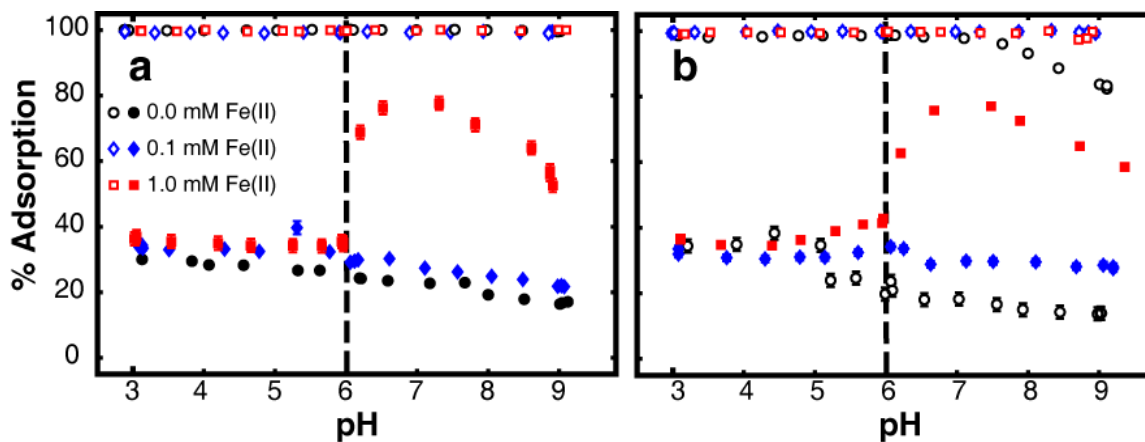 100
80
60
40
20
0
% Adsorption
a
0.0 mM Fe(II)
0.1 mM Fe(II)
1.0 mM Fe(II)
3 4 5 6 7 8 9
pH
b
3 4 5 6 7 8 9
pH